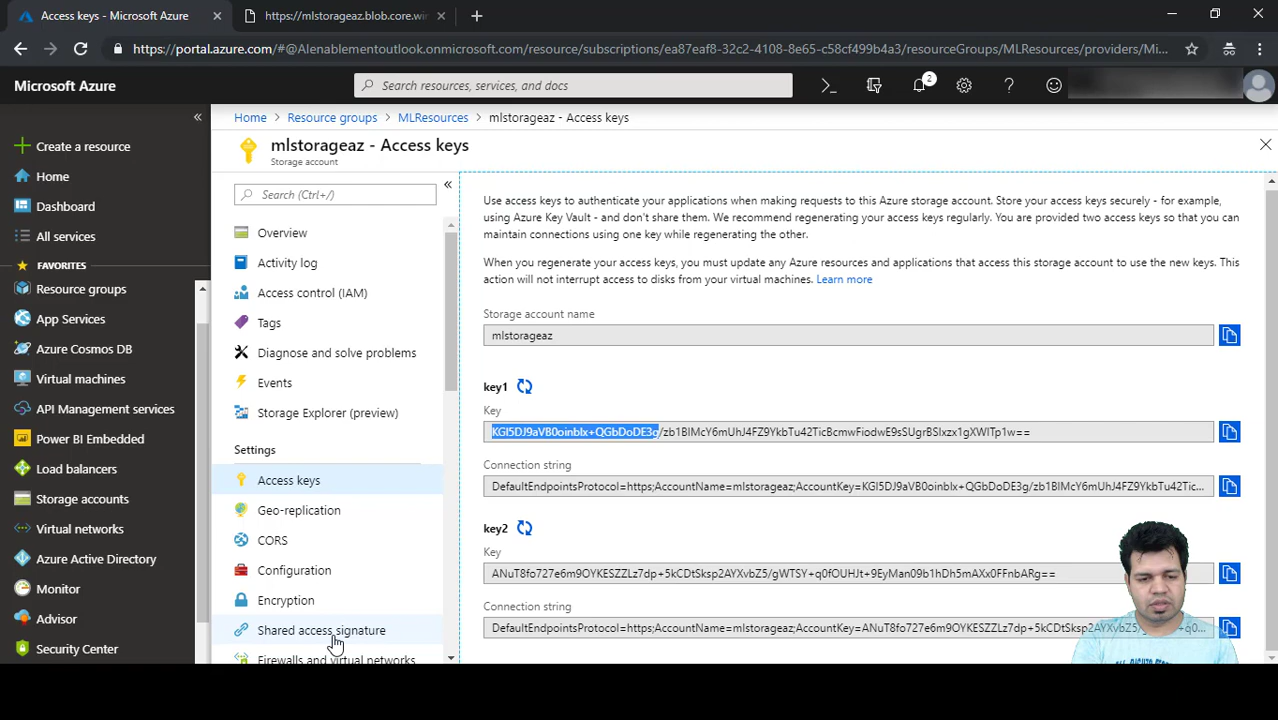 Access keys - Microsoft Azure
https://mlstorageaz.blob.core.wi
https://portal.azure.com/#@AIenablementoutlook.onmicrosoft.com/resource/subscriptions/ea87eaf8-32c2-4108-8e65-c58cf499b4a3/resourceGroups/MLResources/providers/Mi...
Microsoft Azure
Search resources, services, and docs
2
Create a resource
Home
Dashboard
All services
FAVORITES
Resource groups
App Services
Azure Cosmos DB
Virtual machines
API Management services
Power BI Embedded
Load balancers
Storage accounts
Virtual networks
Azure Active Directory
Monitor
Advisor
Security Center
Home > Resource groups > MLResources > mlstorageaz - Access keys
mlstorageaz - Access keys
Storage account
Search (Ctrl+/)
Overview
Activity log
Access control (IAM)
Tags
Diagnose and solve problems
Events
Storage Explorer (preview)
Settings
Access keys
Geo-replication
CORS
Configuration
Encryption
Shared access signature
Firewalls and virtual networks
Use access keys to authenticate your applications when making requests to this Azure storage account. Store your access keys securely - for example,
using Azure Key Vault - and don't share them. We recommend regenerating your access keys regularly. You are provided two access keys so that you can
maintain connections using one key while regenerating the other.
When you regenerate your access keys, you must update any Azure resources and applications that access this storage account to use the new keys. This
action will not interrupt access to disks from your virtual machines. Learn more
Storage account name
mlstorageaz
key1
Key
Connection string
DefaultEndpointsProtocol=https;AccountName=mlstorageaz;AccountKey=
key2
Key
Connection string
DefaultEndpointsProtocol=https;AccountName=mlstorageaz;AccountKey=